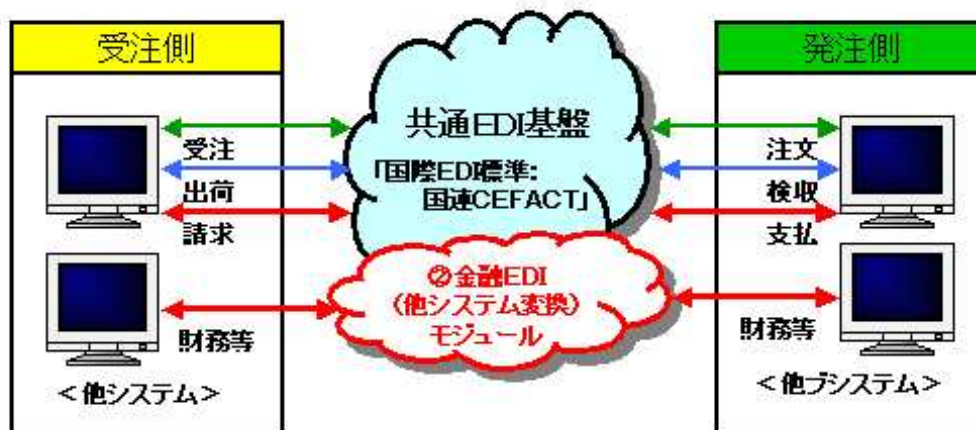 受注側
受注
出荷
請求
財務等
<他システム>
共通EDI基盤
「国際EDI標準:
国連CEFACT」
②金融EDI
(他システム変換)
モジュール
発注側
注文
検収
支払
財務等
<他ブシステム>